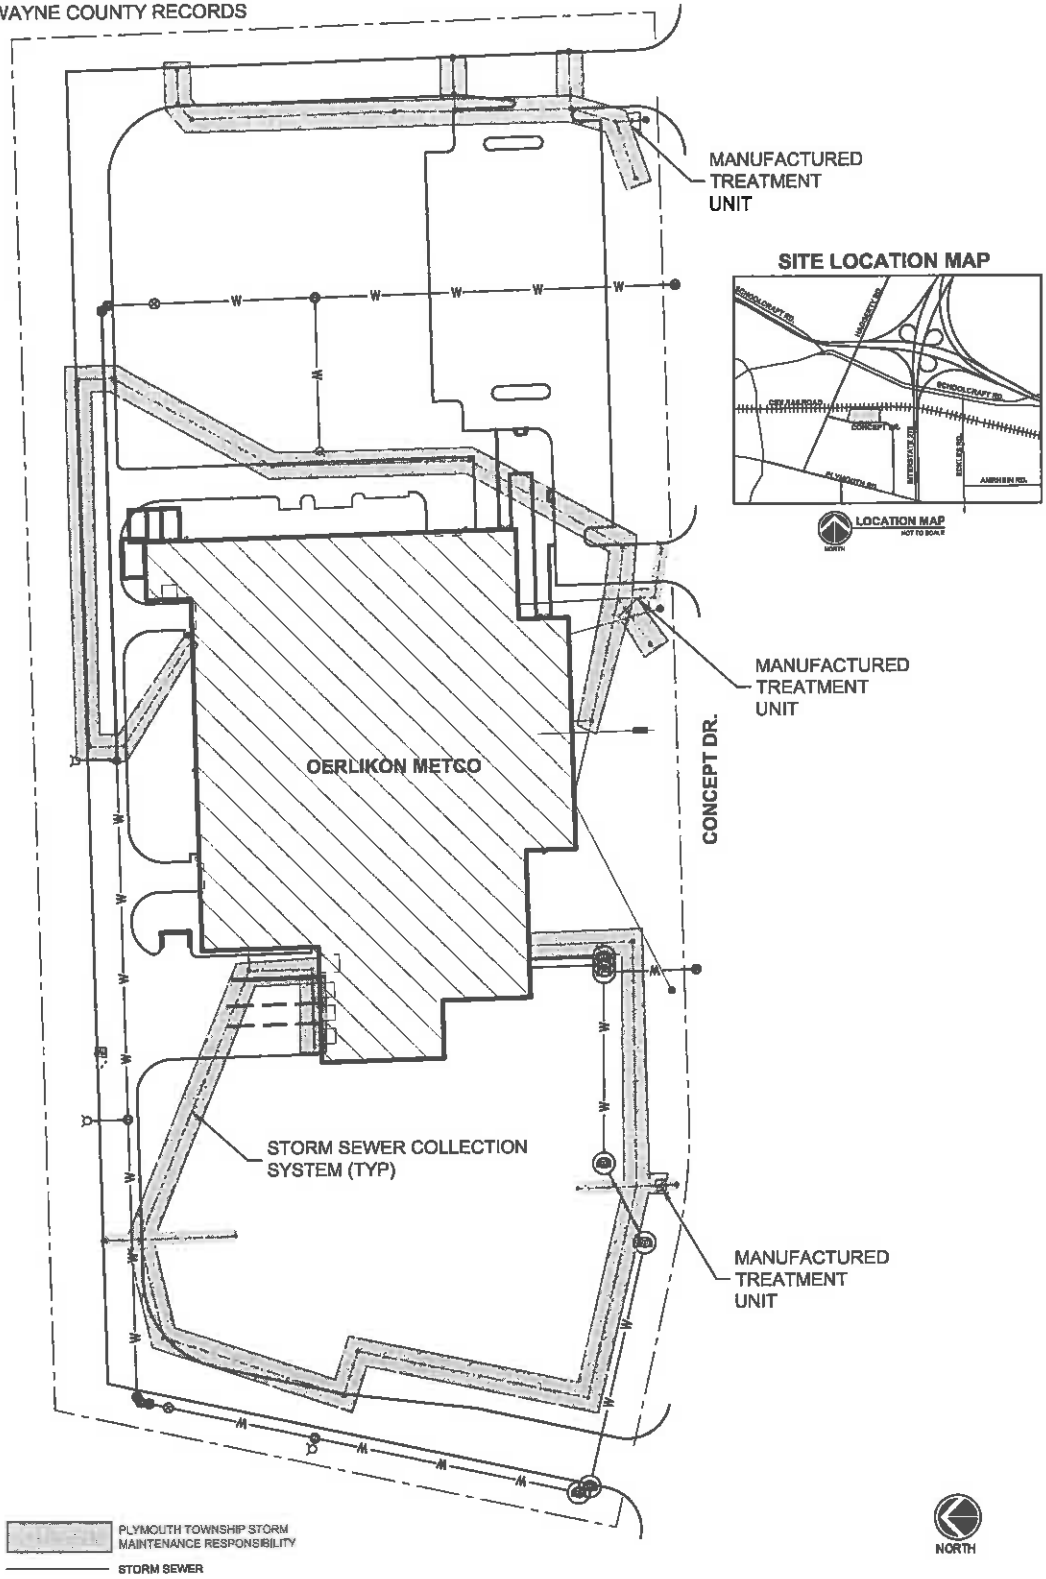 WAYNE COUNTY RECORDS
MANUFACTURED
TREATMENT
UNIT
SITE LOCATION MAP
SCHOOLCRAFT RD.
HAGGERTY RD.
SCHOOLCRAFT RD.
CSX RAILROAD
CONCEPT DR.
INTERSTATE 275
ECKLES RD.
PLYMOUTH RD.
AMRHEIN RD.
LOCATION MAP
NOT TO SCALE
NORTH
W
W
W
W
W
W
MANUFACTURED
TREATMENT
UNIT
OERLIKON METCO
CONCEPT DR.
W
W
W
W
W
W
W
W
STORM SEWER COLLECTION
SYSTEM (TYP)
W
W
W
MANUFACTURED
TREATMENT
UNIT
W
W
W
W
W
W
PLYMOUTH TOWNSHIP STORM
MAINTENANCE RESPONSIBILITY
STORM SEWER
NORTH